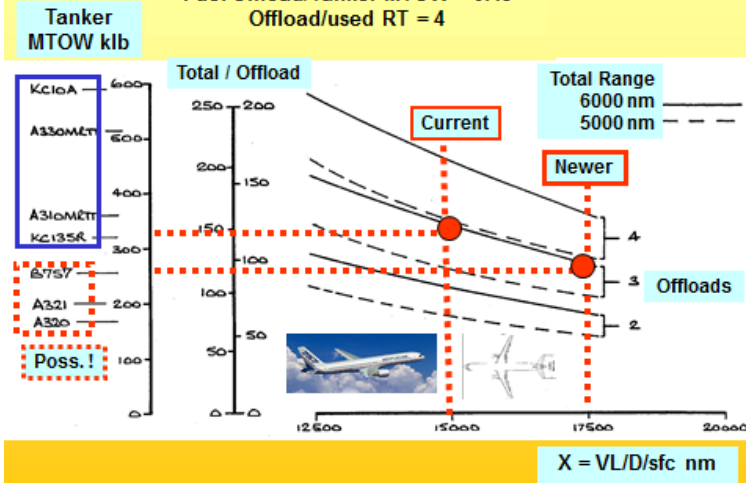 Offload/used RT = 4
Tanker
MTOW klb
Total / Offload
Total Range
6000 nm
5000 nm
Current
Newer
KC10A
A330MRTT
A310MRTT
KC135R
B757
A321
A320
Poss. !
600
500
400
300
200
100
0
250
200
150
100
50
0
200
150
100
50
0
4
3
2
Offloads
12500
15000
17500
20000
X = VL/D/sfc nm